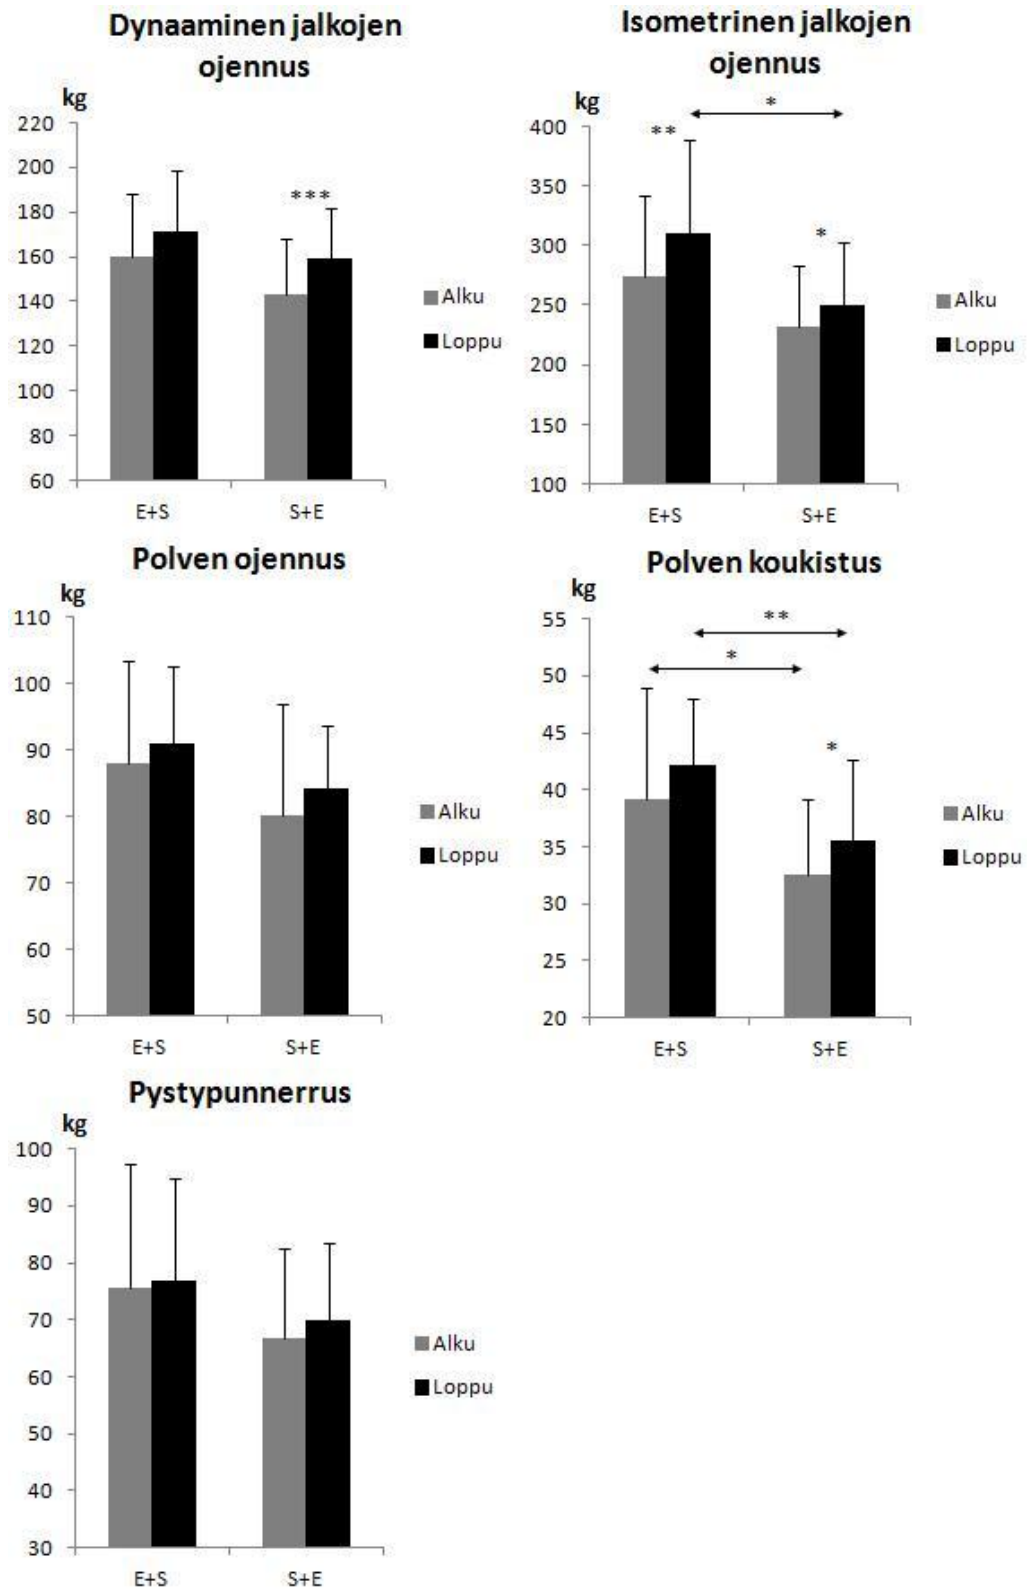 Dynaaminen jalkojen
ojennus
kg
220
200
180
160
140
120
100
80
60
***
E+S
S+E
Alku
Loppu
Isometrinen jalkojen
ojennus
kg
400
350
300
250
200
150
100
*
**
*
E+S
S+E
Alku
Loppu
Polven ojennus
kg
110
100
90
80
70
60
50
E+S
S+E
Alku
Loppu
Polven koukistus
kg
55
50
45
40
35
30
25
20
**
*
*
E+S
S+E
Alku
Loppu
Pystypunnerrus
kg
100
90
80
70
60
50
40
30
E+S
S+E
Alku
Loppu